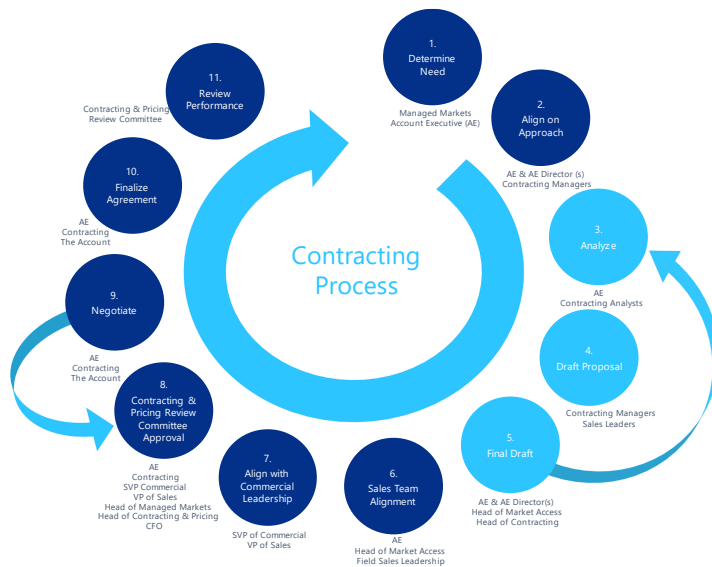 1.
Determine
Need
Managed Markets
Account Executive (AE)
2.
Align on
Approach
AE & AE Director (s)
Contracting Managers
3.
Analyze
AE
Contracting Analysts
4.
Draft Proposal
Contracting Managers
Sales Leaders
5.
Final Draft
AE & AE Director(s)
Head of Market Access
Head of Contracting
6.
Sales Team
Alignment
AE
Head of Market Access
Field Sales Leadership
7.
Align with
Commercial
Leadership
SVP of Commercial
VP of Sales
8.
Contracting &
Pricing Review
Committee
Approval
AE
Contracting
SVP Commercial
VP of Sales
Head of Managed Markets
Head of Contracting & Pricing
CFO
9.
Negotiate
AE
Contracting
The Account
10.
Finalize
Agreement
AE
Contracting
The Account
11.
Review
Performance
Contracting & Pricing
Review Committee
Contracting
Process